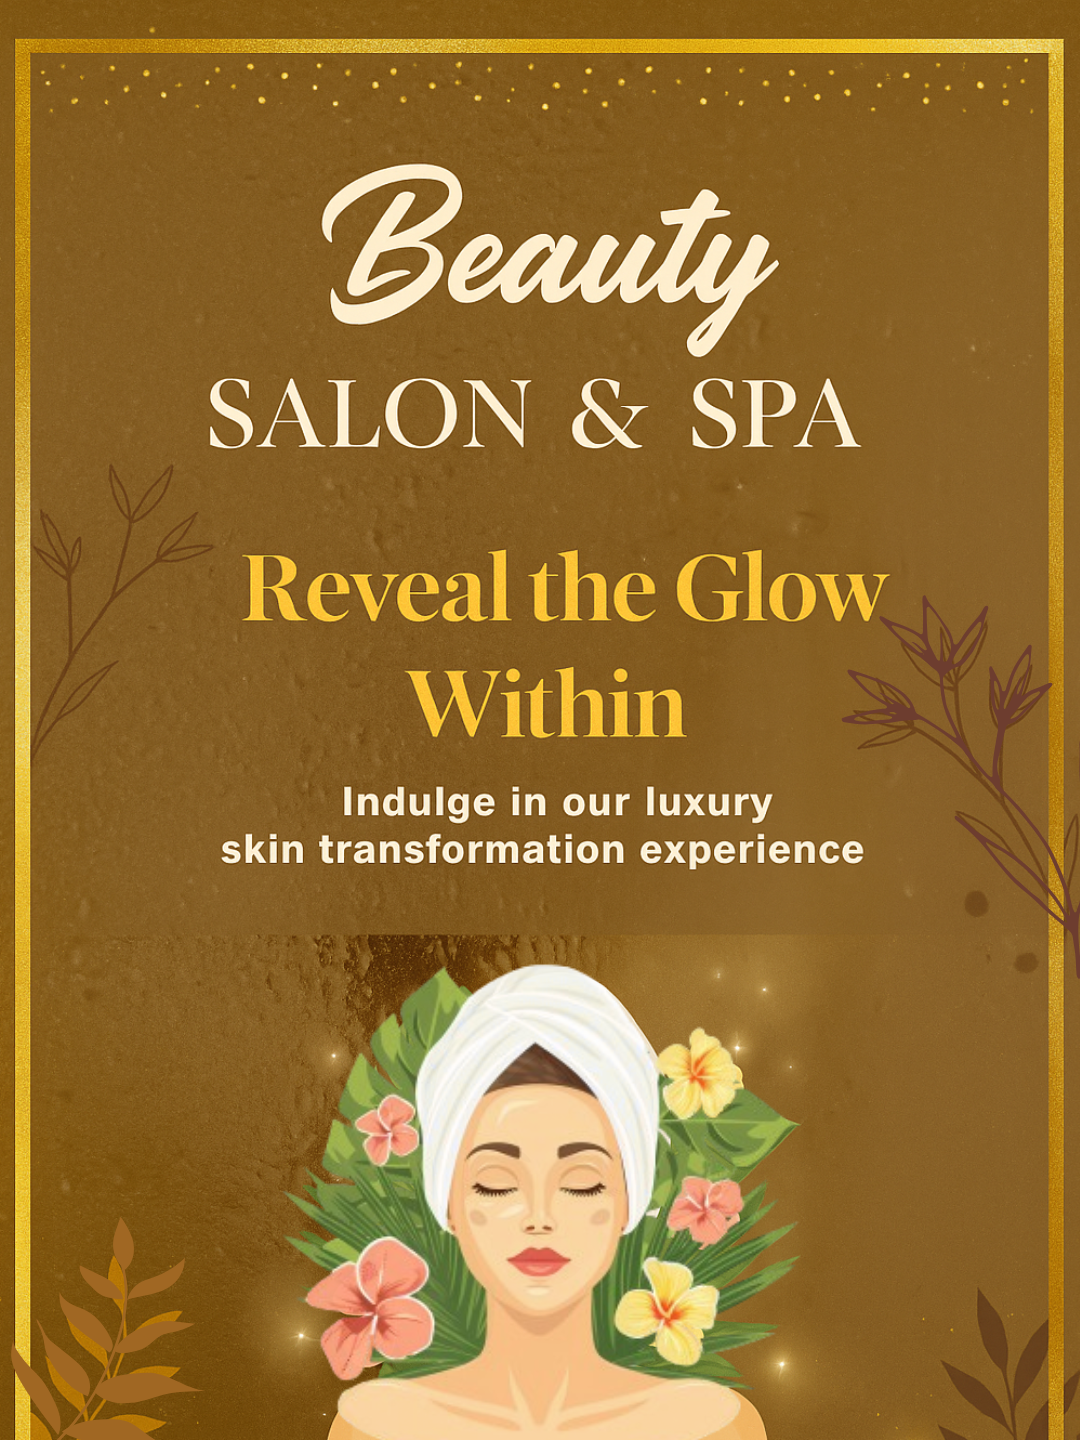 Beauty
SALON & SPA
Reveal the Glow
Within
Indulge in our luxury
skin transformation experience